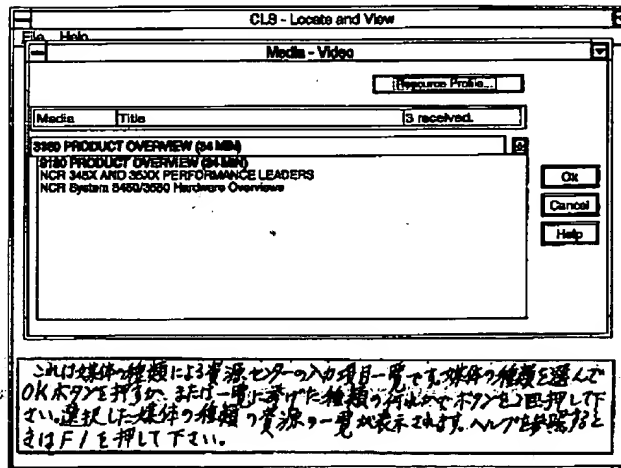 CLS - Locate and View
File Help
Media - Video
Resource Profile...
Media Title 3 received.
3360 PRODUCT OVERVIEW (34 MIN)
3180 PRODUCT OVERVIEW (34 MIN)
NCR 345X AND 35XX PERFORMANCE LEADERS
NCR System 3450/3550 Hardware Overviews
Ok
Cancel
Help
これは媒体の種類による資源センターの入力項目一覧です。媒体の種類を選んで
OKボタンを押すか、または一覧に挙げた種類の何れかでボタンを2回押して下
さい。選択した媒体の種類の資源の一覧が表示されます。ヘルプを参照すると
きはF1を押して下さい。